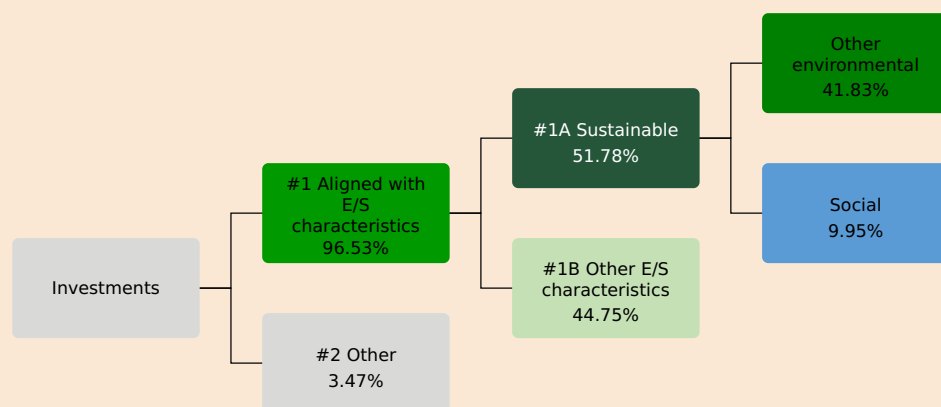 Other
environmental
41.83%
#1A Sustainable
51.78%
#1 Aligned with
E/S
characteristics
96.53%
Social
9.95%
Investments
#1B Other E/S
characteristics
44.75%
#2 Other
3.47%